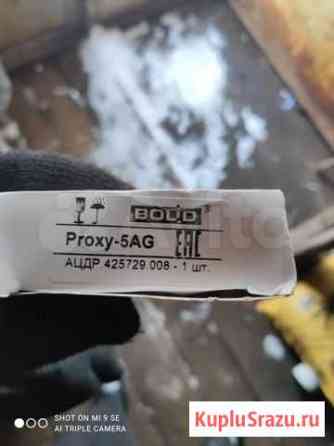 BOLID
Proxy-5AG EAC
АЦДР 425729.008 - 1 шт.
SHOT ON MI 9 SE
AI TRIPLE CAMERA
KupluSrazu.ru